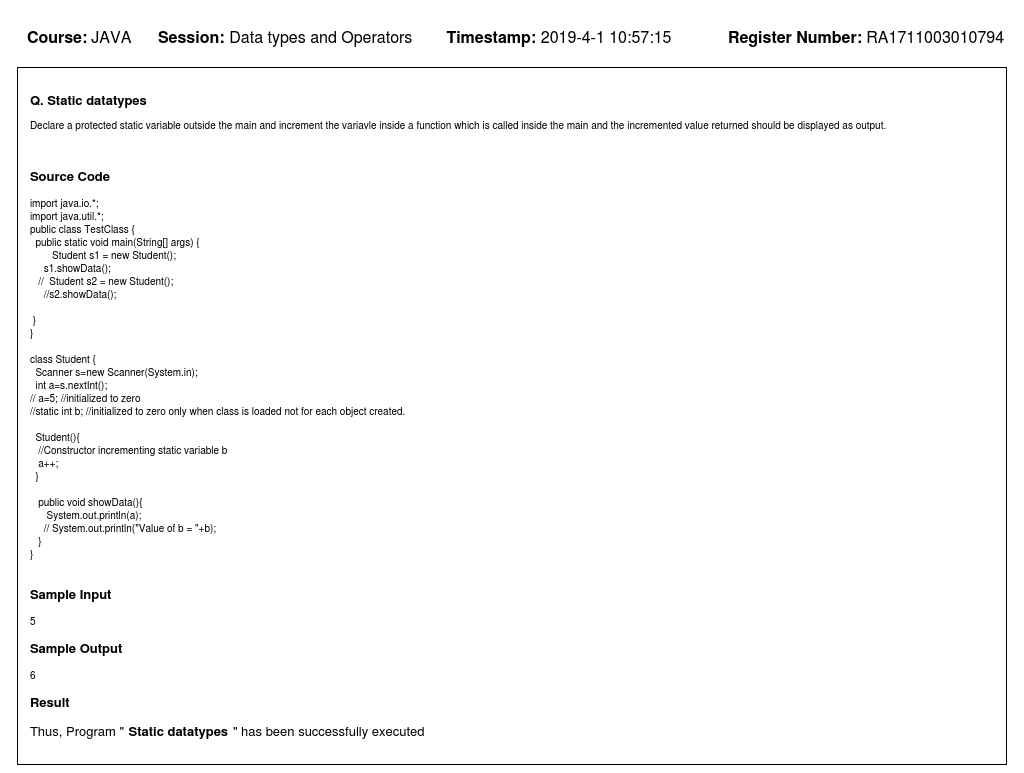 Course: JAVA Session: Data types and Operators Timestamp: 2019-4-1 10:57:15 Register Number: RA1711003010794
Q. Static datatypes
Declare a protected static variable outside the main and increment the variavle inside a function which is called inside the main and the incremented value returned should be displayed as output.
Source Code
import java.io.*;
import java.util.*;
public class TestClass {
public static void main(String[] args) {
Student s1 = new Student();
s1.showData();
// Student s2 = new Student();
//s2.showData();
}
}
class Student {
Scanner s=new Scanner(System.in);
int a=s.nextInt();
// a=5; //initialized to zero
//static int b; //initialized to zero only when class is loaded not for each object created.
Student(){
//Constructor incrementing static variable b
a++;
}
public void showData(){
System.out.println(a);
// System.out.println("Value of b = "+b);
}
}
Sample Input
5
Sample Output
6
Result
Thus, Program " Static datatypes " has been successfully executed